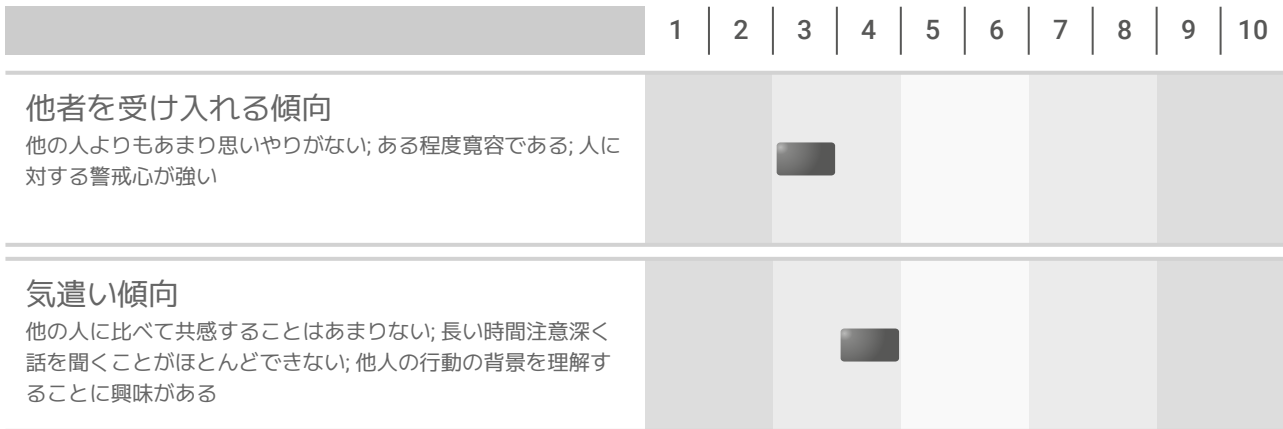 1 2 3 4 5 6 7 8 9 10
他者を受け入れる傾向
他の人よりもあまり思いやりがない; ある程度寛容である; 人に
対する警戒心が強い
気遣い傾向
他の人に比べて共感することはあまりない; 長い時間注意深く
話を聞くことがほとんどできない; 他人の行動の背景を理解す
ることに興味がある